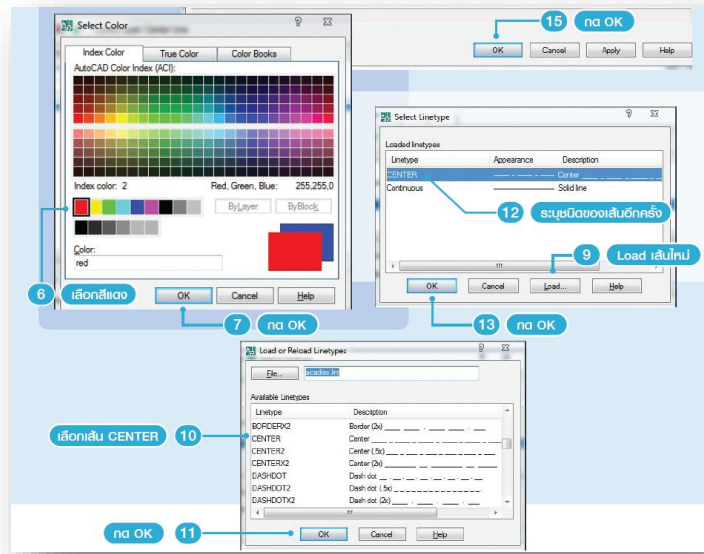 Select Color
Index Color
True Color
Color Books
AutoCAD Color Index (ACI):
Index color: 2
Red, Green, Blue: 255,255,0
ByLayer
ByBlock
Color:
red
6 เลือกสีแดง
OK
Cancel
Help
7 กด OK
15 กด OK
OK
Cancel
Apply
Help
Select Linetype
Loaded linetypes
Linetype
Appearance
Description
CENTER
Center
Continuous
Solid line
12 ระบุชนิดของเส้นอีกครั้ง
9 Load เส้นใหม่
OK
Cancel
Load...
Help
13 กด OK
Load or Reload Linetypes
File...
acadiso.lin
Available Linetypes
Linetype
Description
BORDERX2
Border (2x)
CENTER
Center
CENTER2
Center (.5x)
CENTERX2
Center (2x)
DASHDOT
Dash dot
DASHDOT2
Dash dot (.5x)
DASHDOTX2
Dash dot (2x)
เลือกเส้น CENTER 10
กด OK 11
OK
Cancel
Help